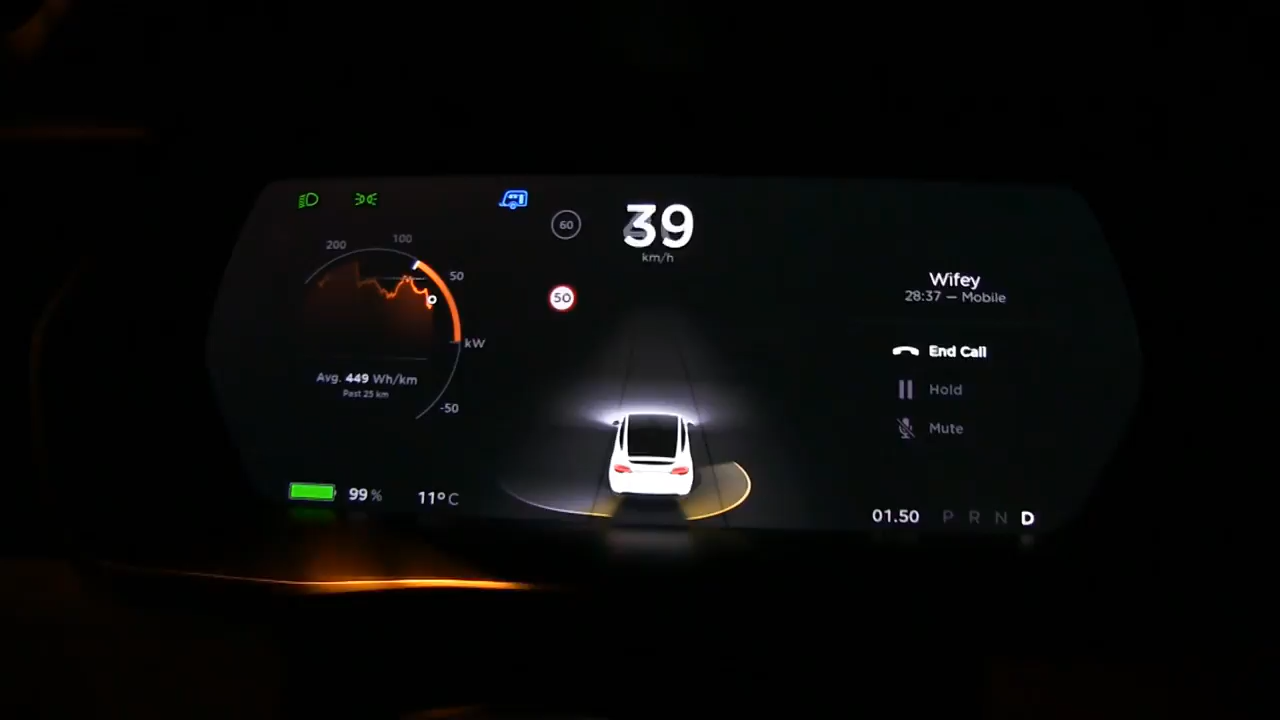 60
39
km/h
200
100
50
kW
-50
50
Avg. 449 Wh/km
Past 25 km
99 %
11° C
Wifey
28:37 — Mobile
End Call
Hold
Mute
01.50 P R N D